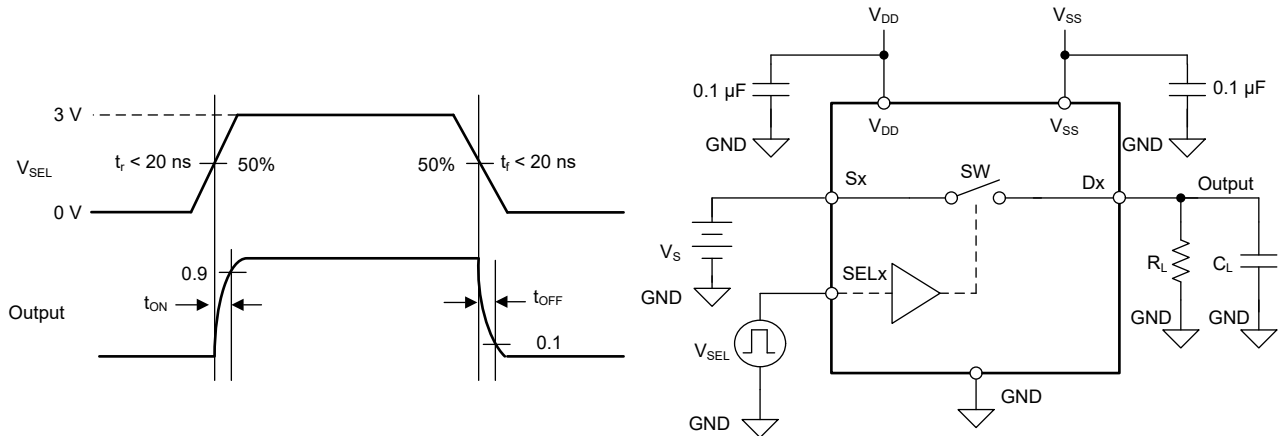 3 V
V_SEL
t_r < 20 ns
50%
50%
t_f < 20 ns
0 V
0.9
t_ON
t_OFF
Output
0.1
V_DD
V_SS
0.1 µF
0.1 µF
GND
V_DD
V_SS
GND
SW
Sx
Dx
Output
V_S
R_L
C_L
GND
SELx
GND
GND
V_SEL
GND
GND